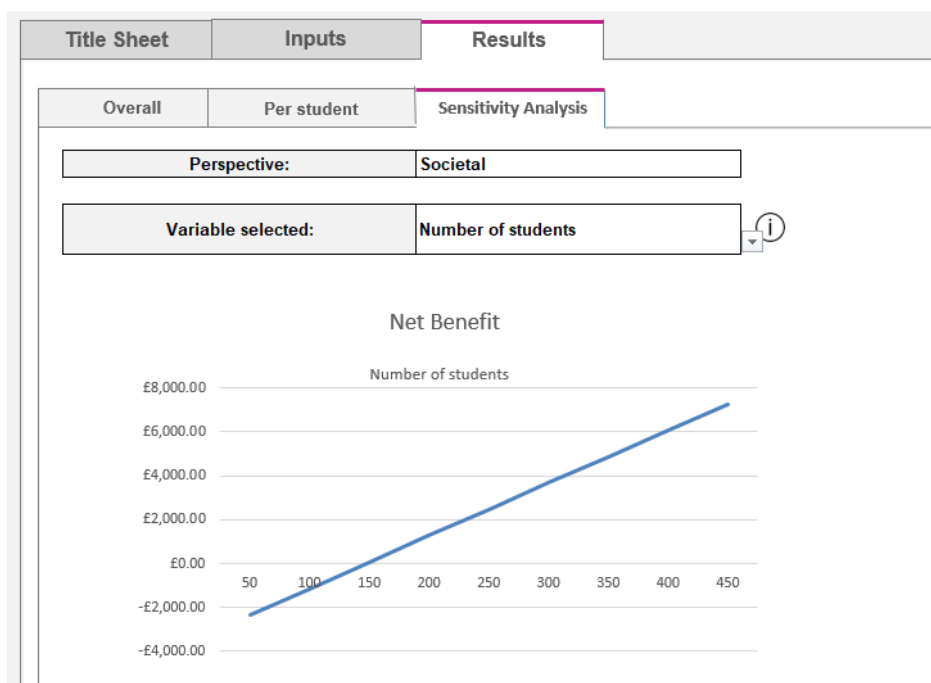 Title Sheet Inputs Results
Overall Per student Sensitivity Analysis
Perspective: Societal
Variable selected: Number of students i
Net Benefit
Number of students
£8,000.00
£6,000.00
£4,000.00
£2,000.00
£0.00
50 100 150 200 250 300 350 400 450
-£2,000.00
-£4,000.00